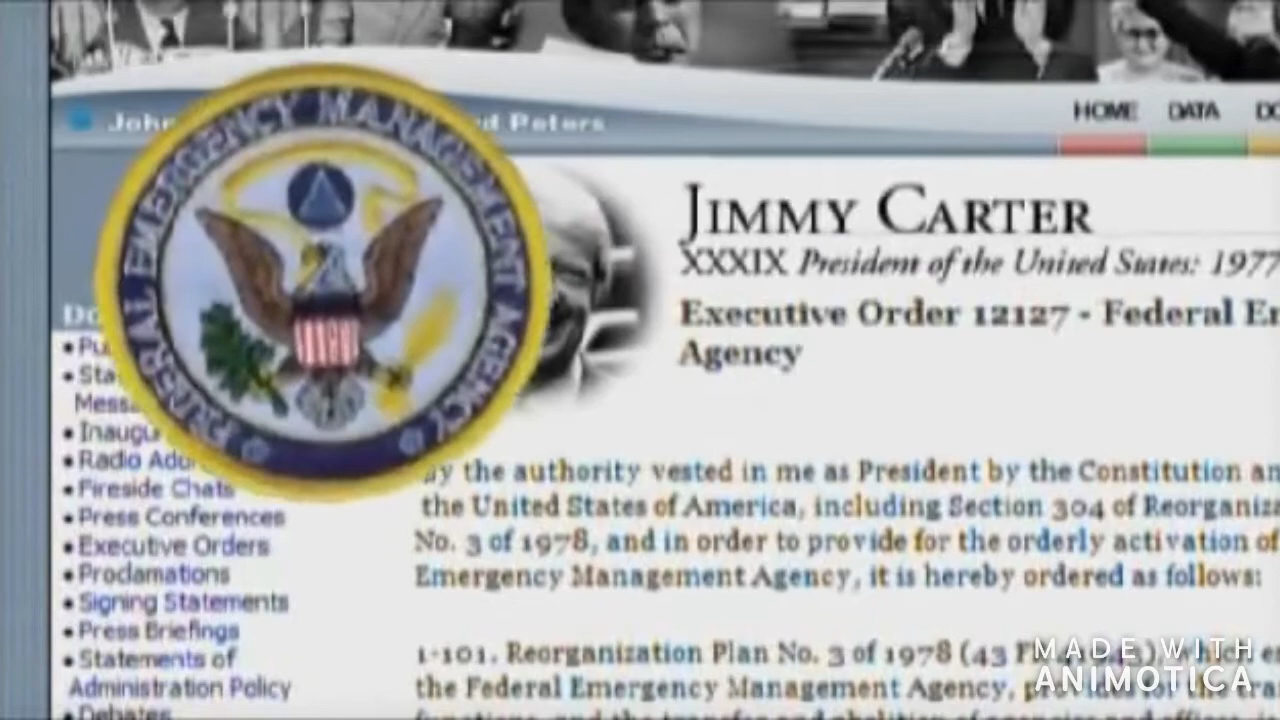 FEDERAL EMERGENCY MANAGEMENT AGENCY
Peters
HOME DATA
JIMMY CARTER
XXXIX President of the United States: 1977
Executive Order 12127 - Federal
Agency
• Fireside Chats
• Press Conferences
• Executive Orders
• Proclamations
• Signing Statements
• Press Briefings
• Statements of
Administration Policy
• Debates
• Radio
the authority vested in me as President by the Constitution
the United States of America, including Section 304 of
No. 3 of 1978, and in order to provide for the orderly activation of
Emergency Management Agency, it is hereby ordered as follows:
1-101. Reorganization Plan No. 3 of 1978 (43
the Federal Emergency Management Agency,
MADE WITH
ANIMOTICA